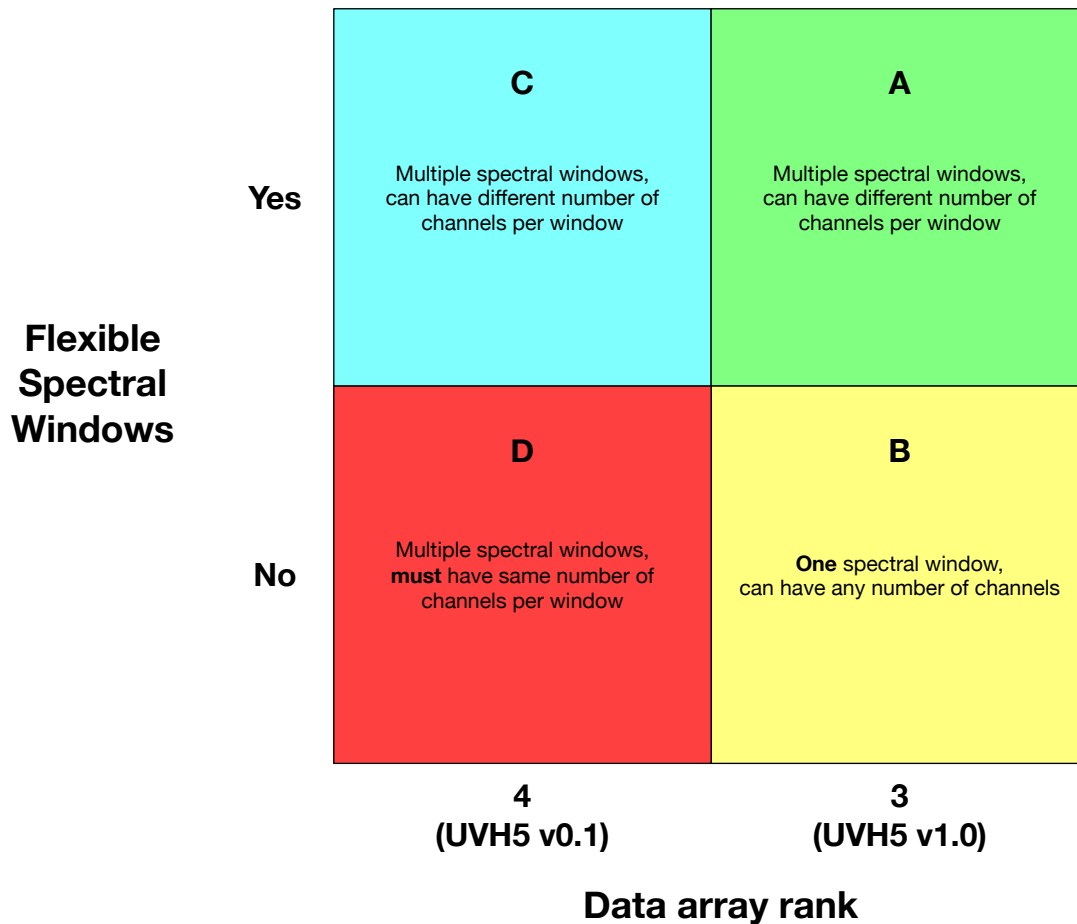 C
Multiple spectral windows,
can have different number of
channels per window
A
Multiple spectral windows,
can have different number of
channels per window
Yes
Flexible
Spectral
Windows
D
Multiple spectral windows,
must have same number of
channels per window
B
One spectral window,
can have any number of channels
No
4
(UVH5 v0.1)
3
(UVH5 v1.0)
Data array rank